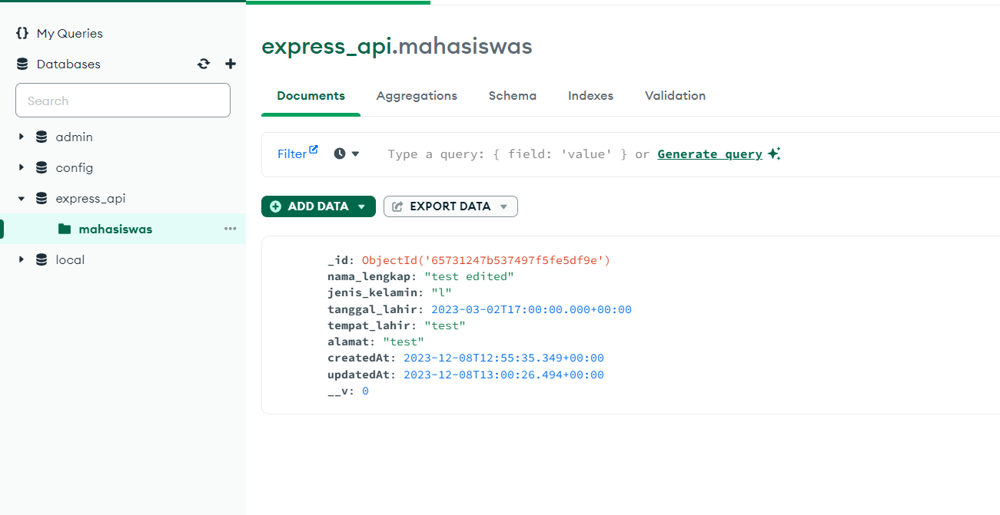 My Queries
Databases
Search
admin
config
express_api
mahasiswas
local
express_api.mahasiswas
Documents Aggregations Schema Indexes Validation
Filter Type a query: { field: 'value' } or Generate query
ADD DATA EXPORT DATA
_id: ObjectId('65731247b537497f5fe5df9e')
nama_lengkap: "test edited"
jenis_kelamin: "l"
tanggal_lahir: 2023-03-02T17:00:00.000+00:00
tempat_lahir: "test"
alamat: "test"
createdAt: 2023-12-08T12:55:35.349+00:00
updatedAt: 2023-12-08T13:00:26.494+00:00
__v: 0